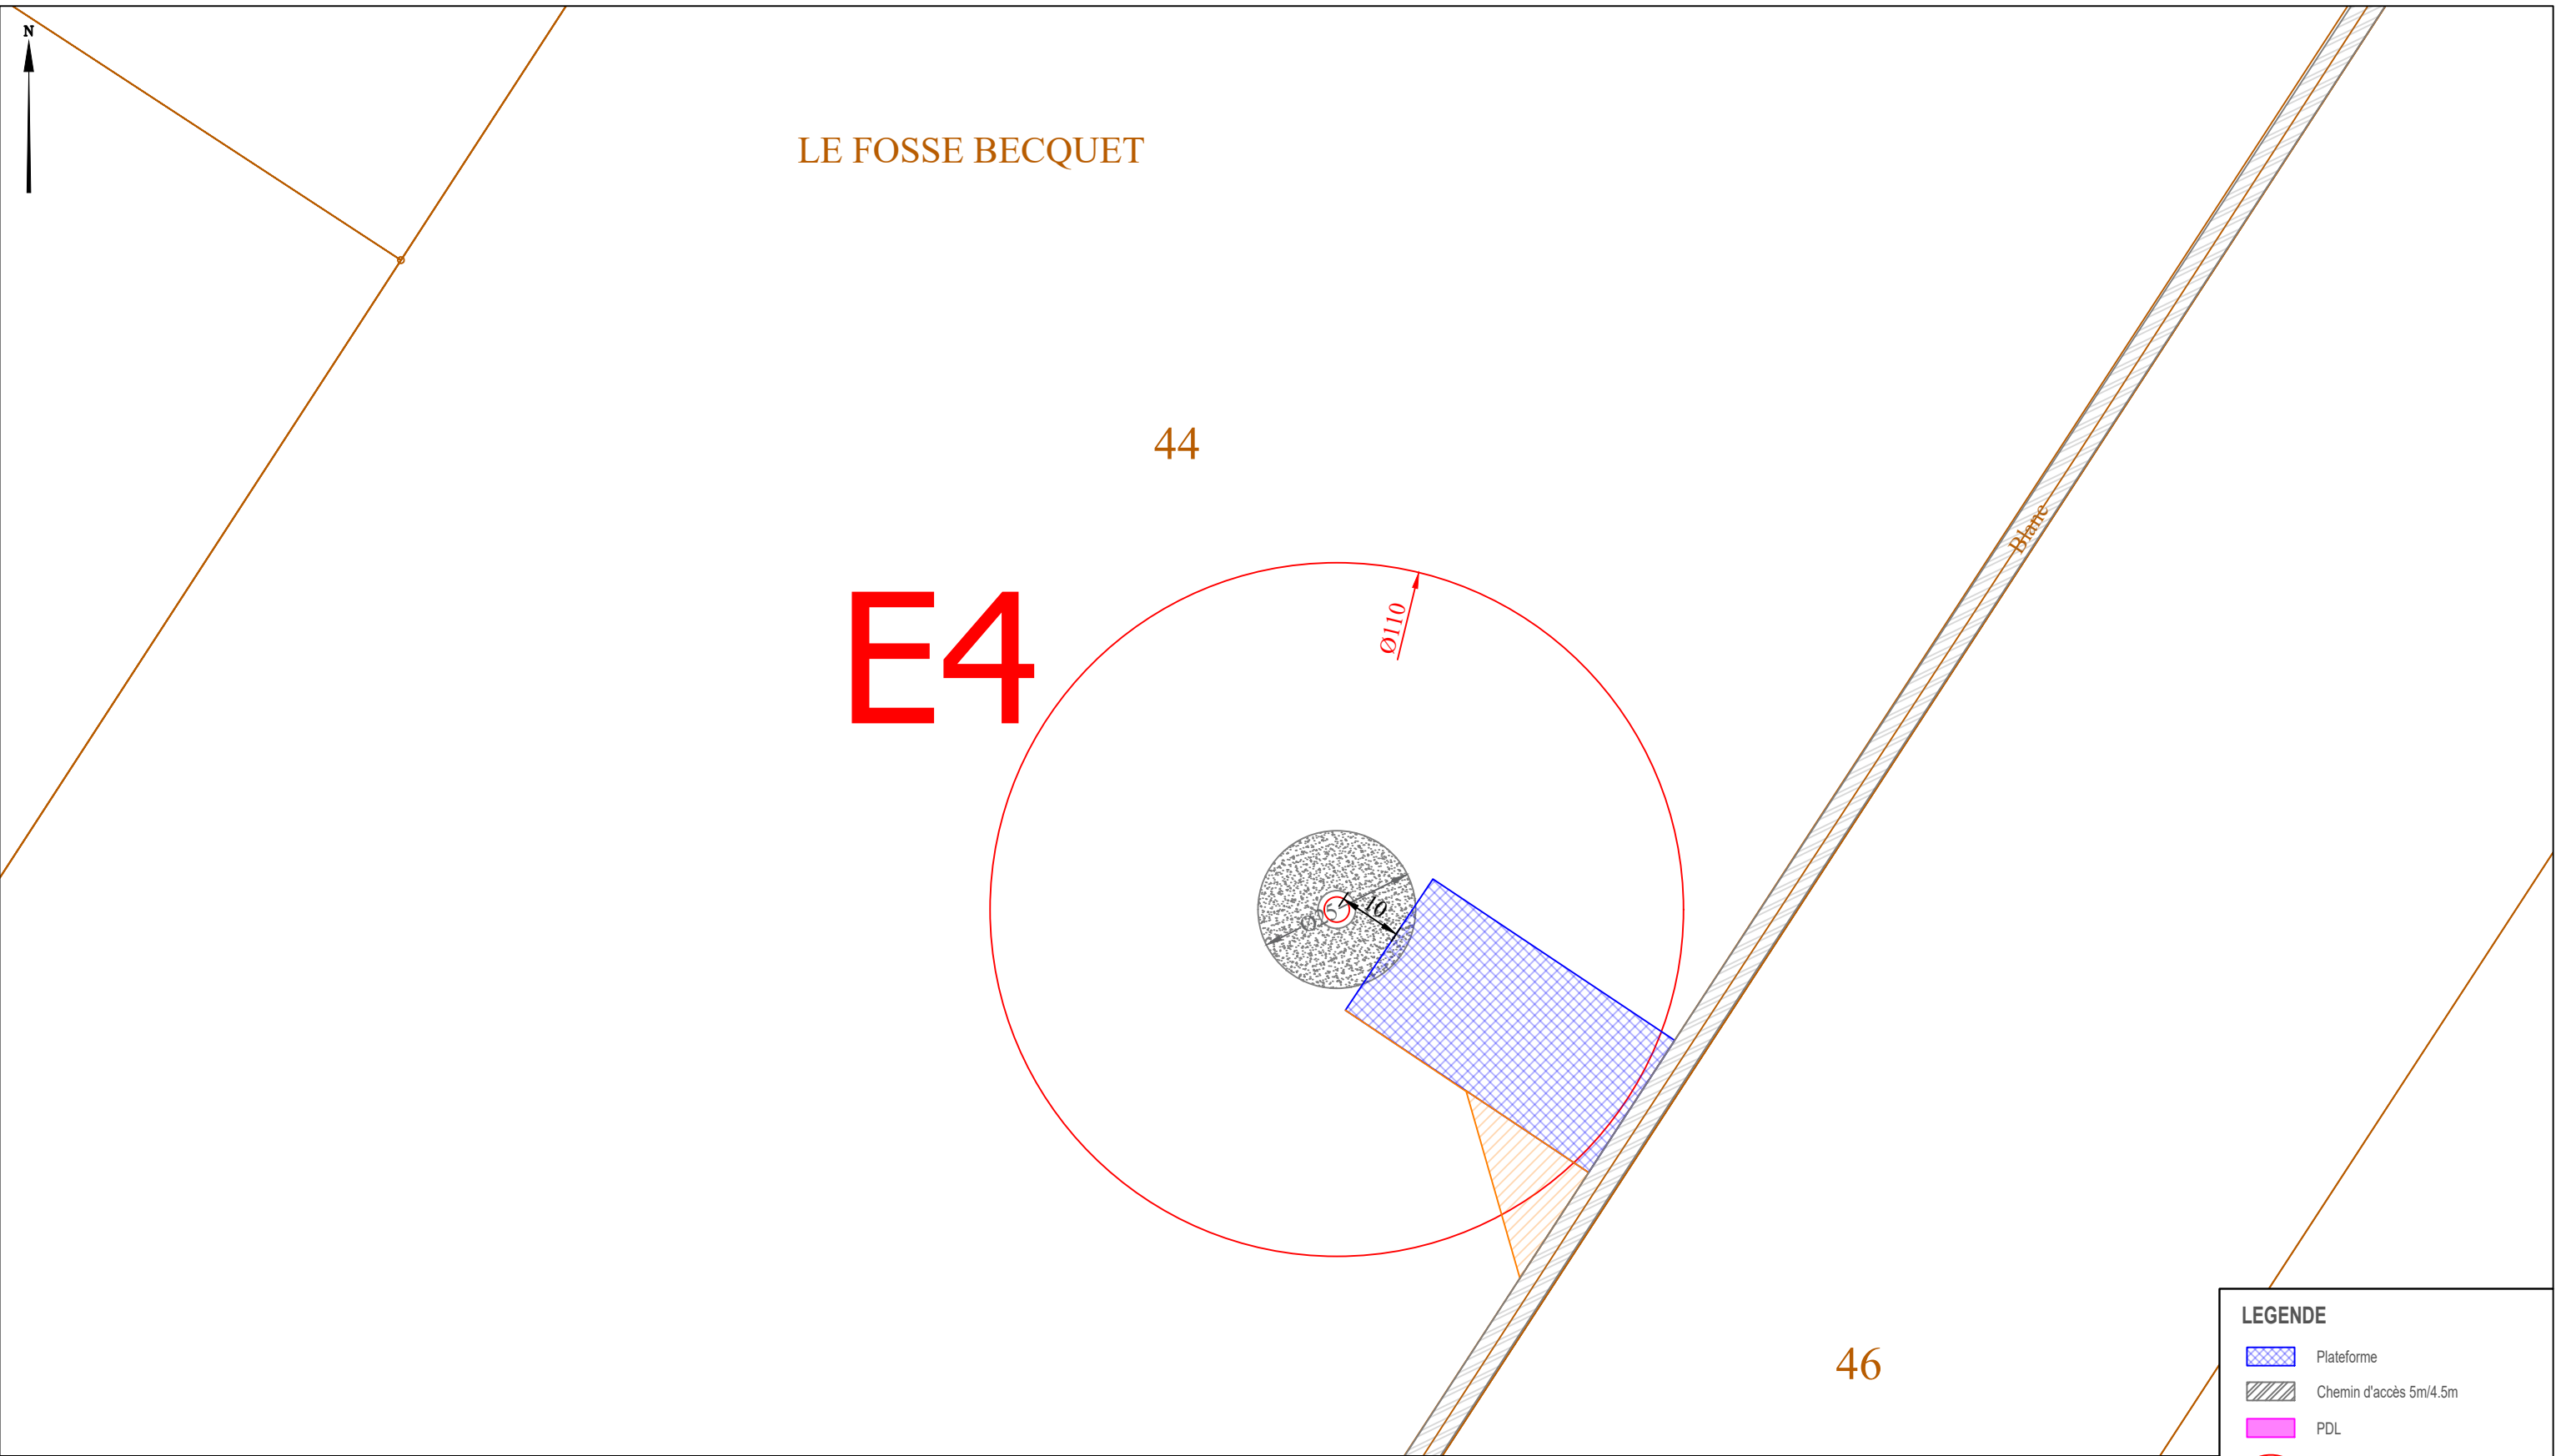 N
LE FOSSE BECQUET
44
Blanc
E4
Ø110
10
46
LEGENDE
Plateforme
Chemin d'accès 5m/4.5m
PDL